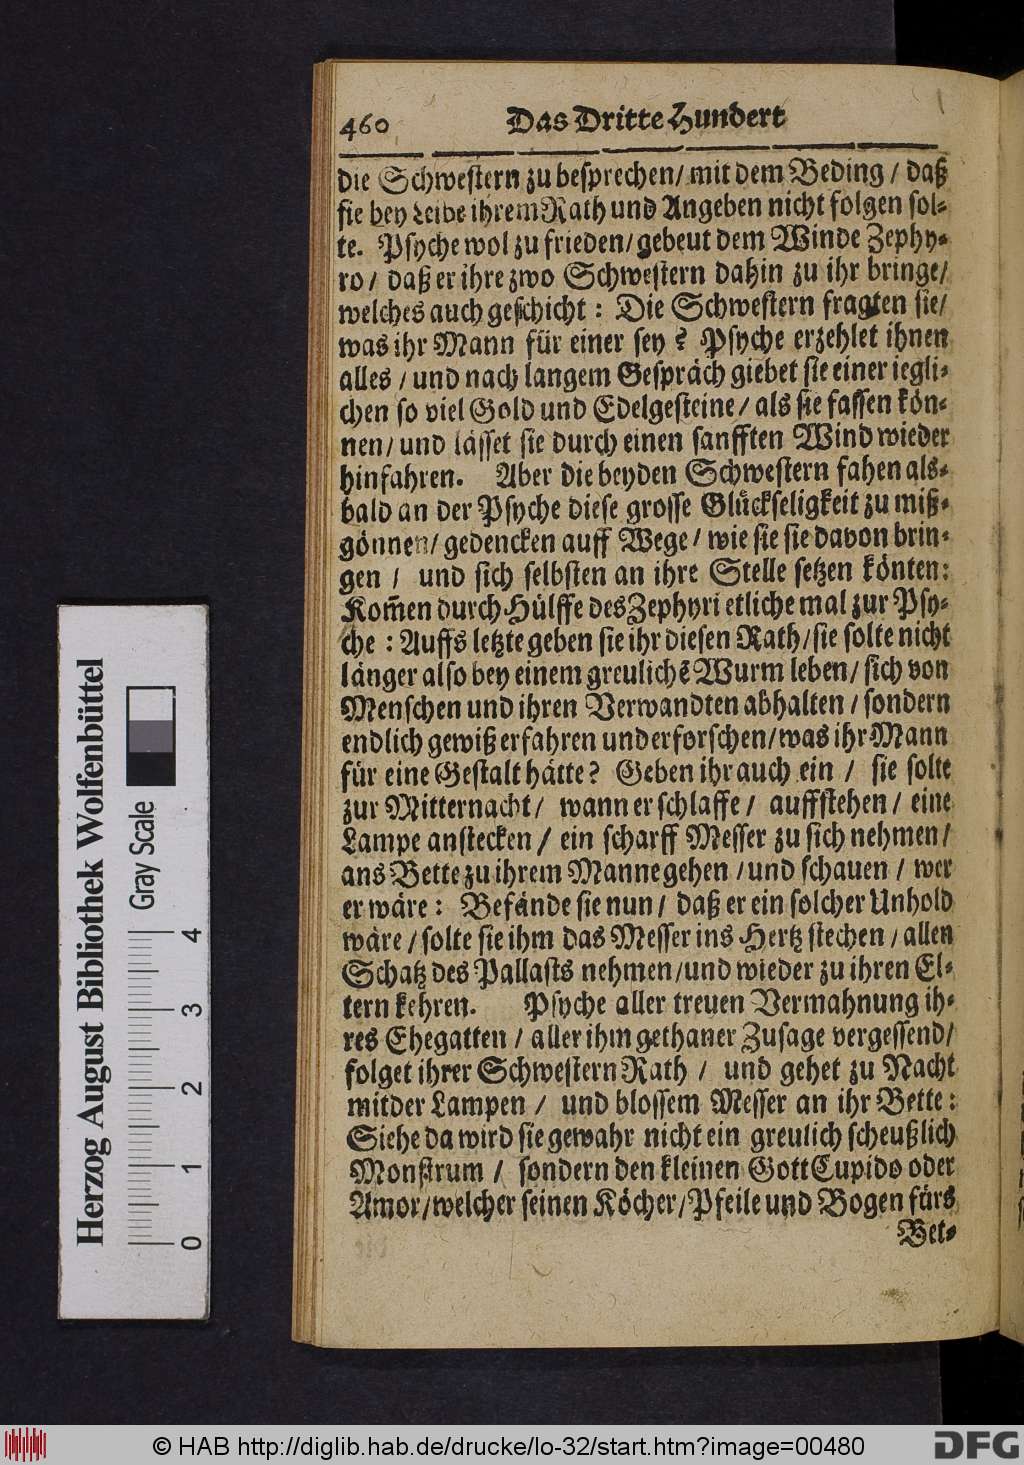 460 Das Dritte Hundert
die Schwestern zu besprechen/ mit dem Beding / daß
sie bey Leibe ihrem Rath und Angeben nicht folgen sol-
te. Psyche wol zu frieden/ gebeut dem Winde Zephy-
ro / daß er ihre zwo Schwestern dahin zu ihr bringe/
welches auch geschicht: Die Schwestern fragten sie/
was ihr Mann für einer sey? Psyche erzehlet ihnen
alles / und nach langem Gespräch giebet sie einer iegli-
chen so viel Gold und Edelgesteine / als sie fassen kön-
nen/ und lässet sie durch einen sanfften Wind wieder
hinfahren. Aber die beyden Schwestern fahen als-
bald an der Psyche diese grosse Glückseligkeit zu miß-
gönnen/ gedencken auff Wege / wie sie sie davon brin-
gen / und sich selbsten an ihre Stelle setzen könten:
Kom̃en durch Hülffe des Zephyri etliche mal zur Psy-
che: Auffs letzte geben sie ihr diesen Rath/ sie solte nicht
länger also bey einem greulichẽ Wurm leben/ sich von
Menschen und ihren Verwandten abhalten / sondern
endlich gewiß erfahren und erforschen/ was ihr Mann
für eine Gestalt hätte? Geben ihr auch ein / sie solte
zur Mitternacht/ wann er schlaffe / auffstehen / eine
Lampe anstecken / ein scharff Messer zu sich nehmen/
ans Bette zu ihrem Manne gehen / und schauen / wer
er wäre: Befände sie nun / daß er ein solcher Unhold
wäre / solte sie ihm das Messer ins Hertz stechen / allen
Schatz des Pallasts nehmen/ und wieder zu ihren El-
tern kehren. Psyche aller treuen Vermahnung ih-
res Ehegatten / aller ihm gethaner Zusage vergessend/
folget ihrer Schwestern Rath / und gehet zu Nacht
mit der Lampen / und blossem Messer an ihr Bette:
Siehe da wird sie gewahr nicht ein greulich scheußlich
Monstrum / sondern den kleinen Gott Cupido oder
Amor/ welcher seinen Köcher/ Pfeile und Bogen fürs
Bet-
Herzog August Bibliothek Wolfenbüttel
Gray Scale
0 1 2 3 4
© HAB http://diglib.hab.de/drucke/lo-32/start.htm?image=00480
DFG